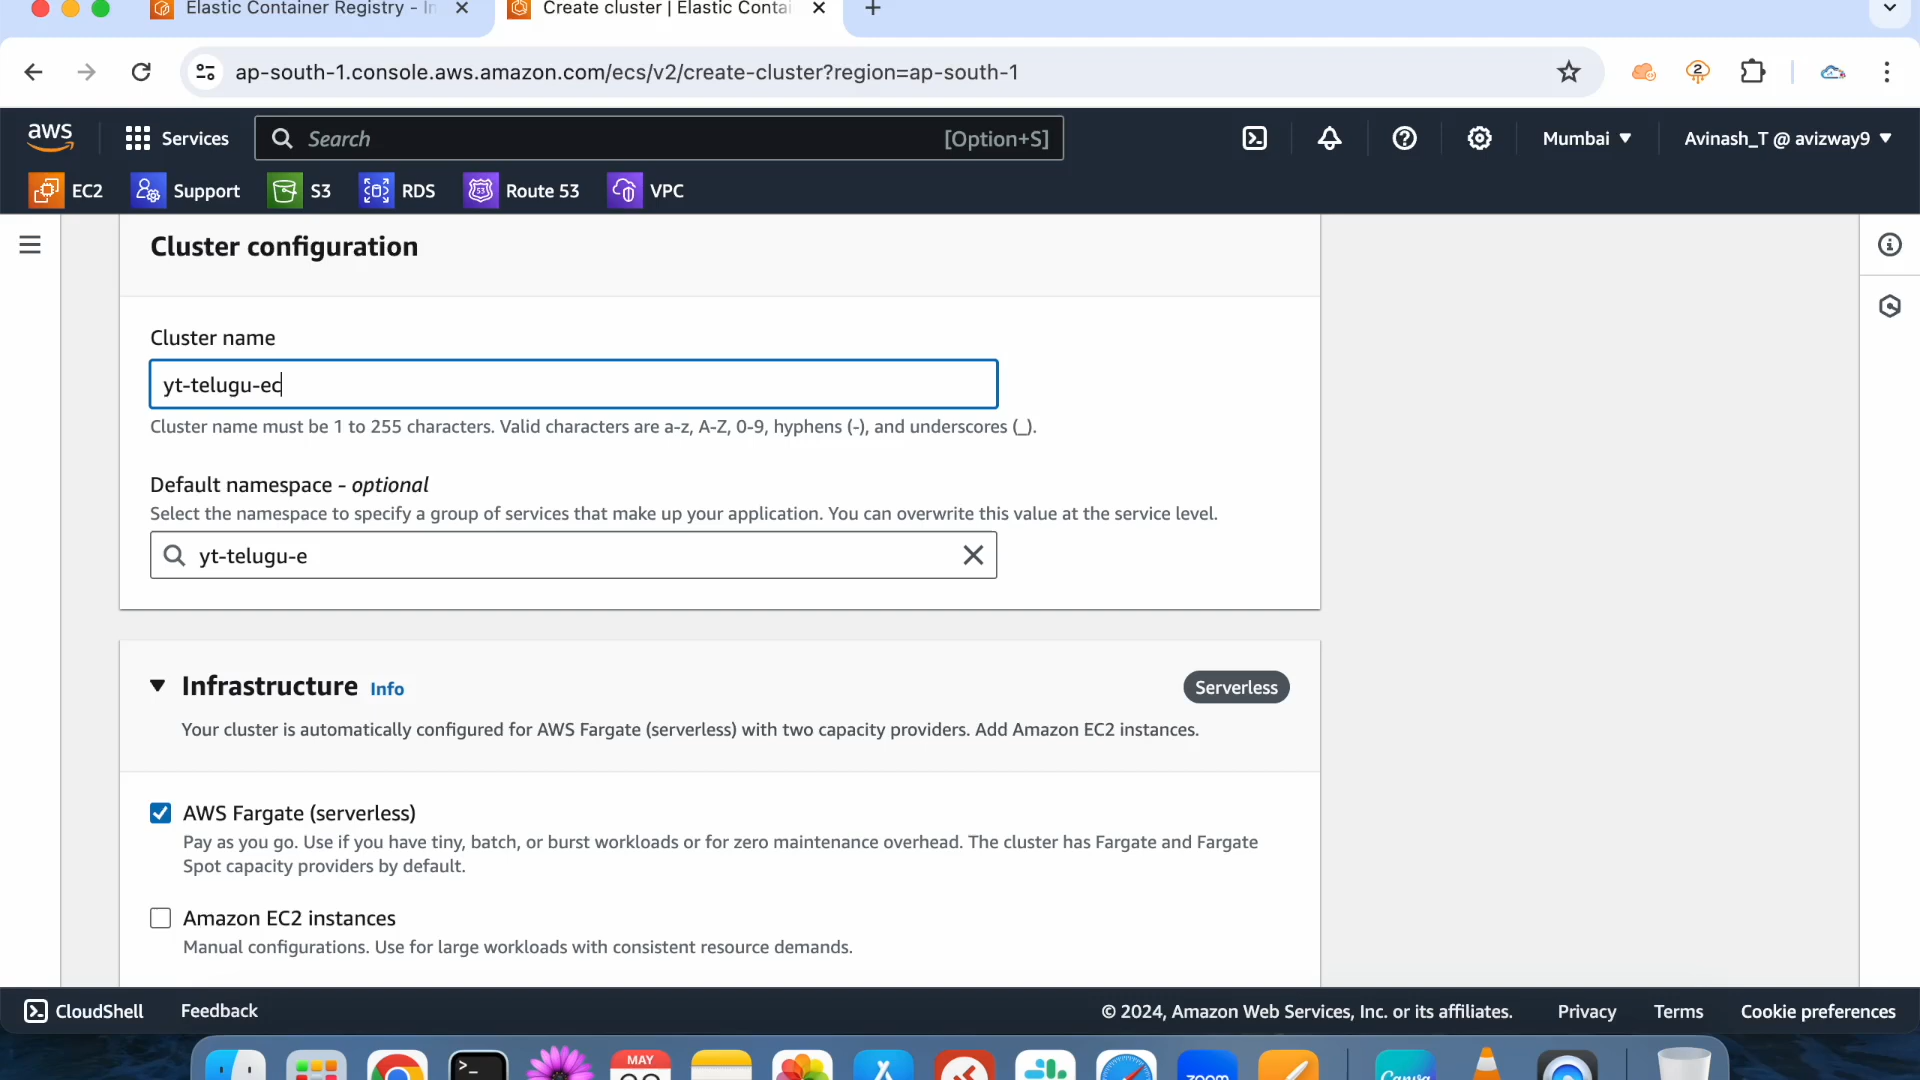 Elastic Container Registry - In
Create cluster | Elastic Contai
ap-south-1.console.aws.amazon.com/ecs/v2/create-cluster?region=ap-south-1
2
aws
Services
Search
[Option+S]
Mumbai
Avinash_T @ avizway9
EC2
Support
S3
RDS
53
Route 53
VPC
Cluster configuration
Cluster name
yt-telugu-ec
Cluster name must be 1 to 255 characters. Valid characters are a-z, A-Z, 0-9, hyphens (-), and underscores (_).
Default namespace - optional
Select the namespace to specify a group of services that make up your application. You can overwrite this value at the service level.
yt-telugu-e
Infrastructure Info
Serverless
Your cluster is automatically configured for AWS Fargate (serverless) with two capacity providers. Add Amazon EC2 instances.
AWS Fargate (serverless)
Pay as you go. Use if you have tiny, batch, or burst workloads or for zero maintenance overhead. The cluster has Fargate and Fargate
Spot capacity providers by default.
Amazon EC2 instances
Manual configurations. Use for large workloads with consistent resource demands.
CloudShell
Feedback
© 2024, Amazon Web Services, Inc. or its affiliates.
Privacy
Terms
Cookie preferences
MAY
zoom
Canva